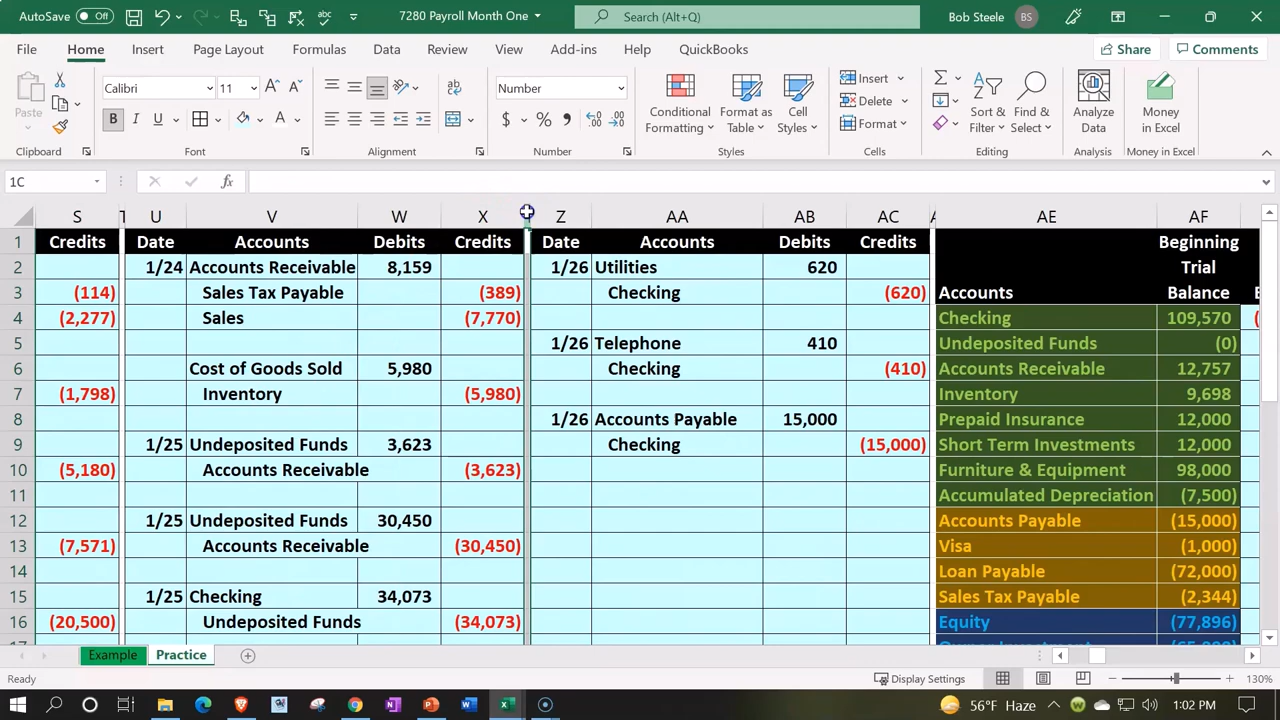 AutoSave Off 7280 Payroll Month One Search (Alt+Q) Bob Steele BS
File Home Insert Page Layout Formulas Data Review View Add-ins Help QuickBooks Share Comments
Paste Calibri 11 Number Conditional Formatting Format as Table Cell Styles Insert Delete Format Sort & Filter Find & Select Analyze Data Money in Excel
Clipboard Font Alignment Number Styles Cells Editing Analysis Money in Excel
1C
S T U V W X Z AA AB AC A AE AF
1 Credits Date Accounts Debits Credits Date Accounts Debits Credits Beginning
2 1/24 Accounts Receivable 8,159 1/26 Utilities 620 Trial
3 (114) Sales Tax Payable (389) Checking (620) Accounts Balance
4 (2,277) Sales (7,770) Checking 109,570
5 1/26 Telephone 410 Undeposited Funds (0)
6 Cost of Goods Sold 5,980 Checking (410) Accounts Receivable 12,757
7 (1,798) Inventory (5,980) Inventory 9,698
8 1/26 Accounts Payable 15,000 Prepaid Insurance 12,000
9 1/25 Undeposited Funds 3,623 Checking (15,000) Short Term Investments 12,000
10 (5,180) Accounts Receivable (3,623) Furniture & Equipment 98,000
11 Accumulated Depreciation (7,500)
12 1/25 Undeposited Funds 30,450 Accounts Payable (15,000)
13 (7,571) Accounts Receivable (30,450) Visa (1,000)
14 Loan Payable (72,000)
15 1/25 Checking 34,073 Sales Tax Payable (2,344)
16 (20,500) Undeposited Funds (34,073) Equity (77,896)
Example Practice
Ready Display Settings 130%
56°F Haze 1:02 PM